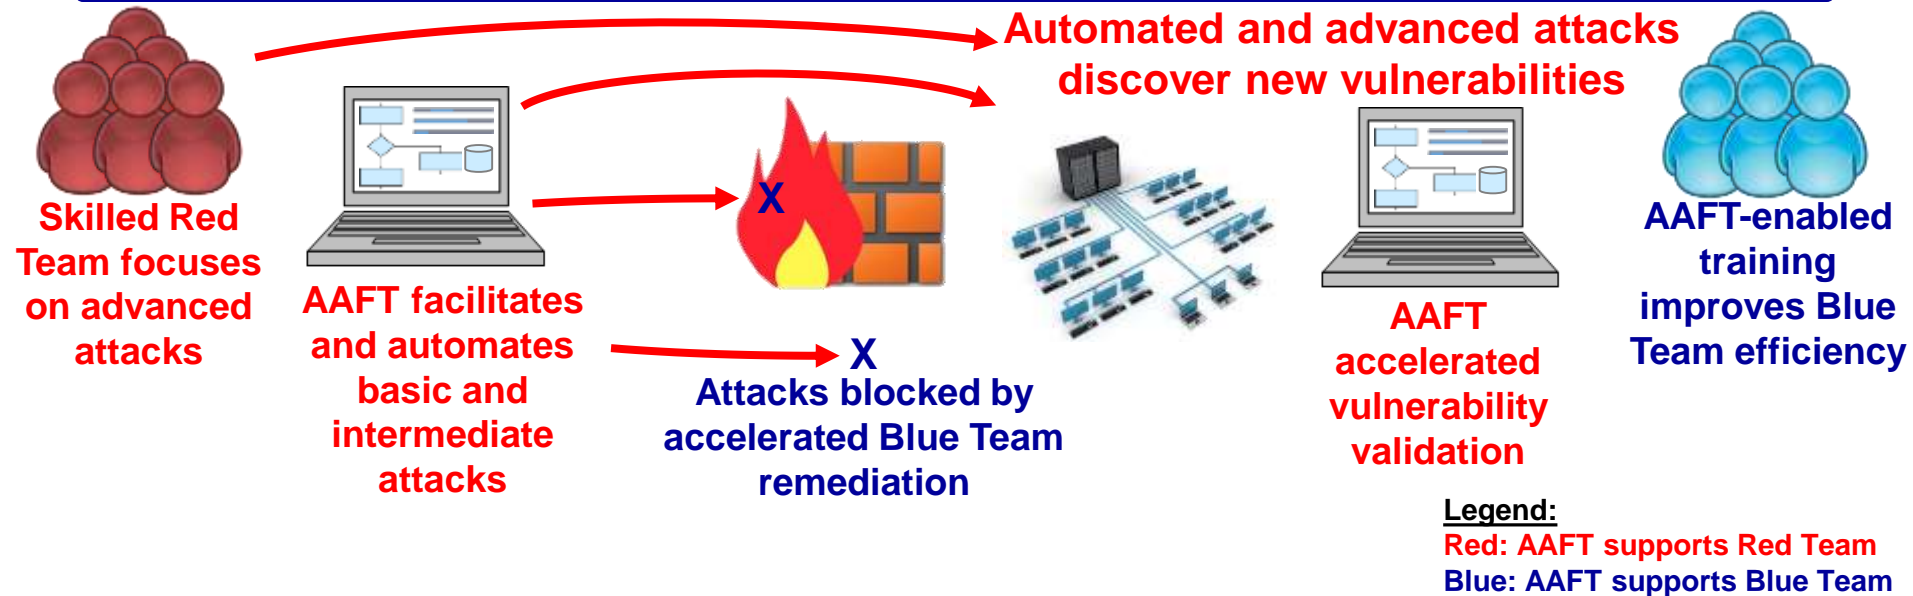 Automated and advanced attacks
discover new vulnerabilities
Skilled Red
Team focuses
on advanced
attacks
AAFT facilitates
and automates
basic and
intermediate
attacks
X
X
Attacks blocked by
accelerated Blue Team
remediation
AAFT
accelerated
vulnerability
validation
AAFT-enabled
training
improves Blue
Team efficiency
Legend:
Red: AAFT supports Red Team
Blue: AAFT supports Blue Team